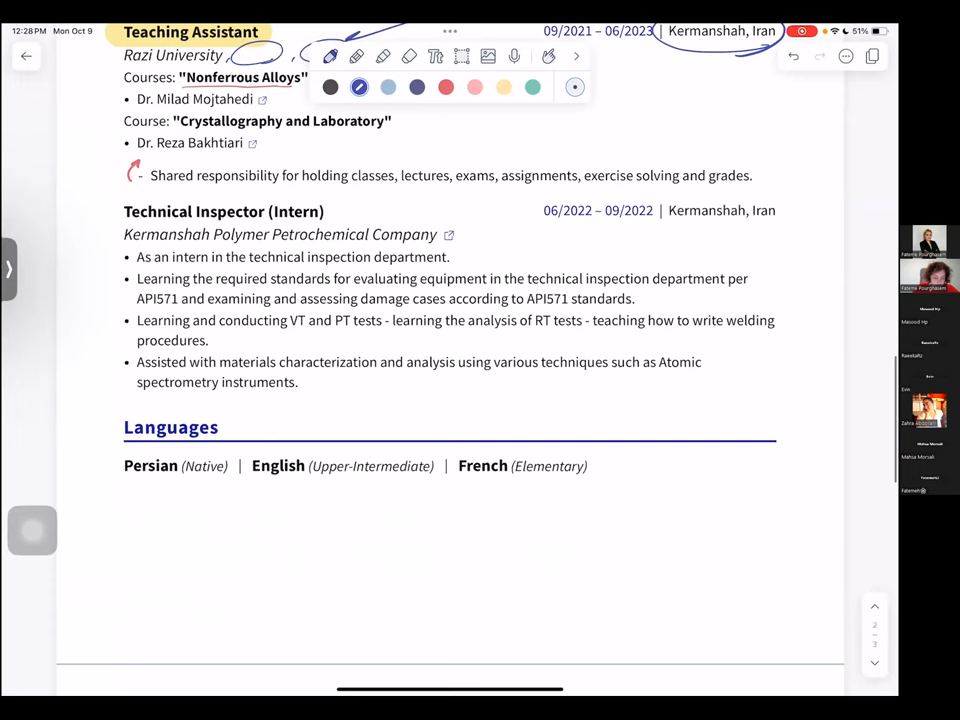 12:28 PM Mon Oct 9
51%
Teaching Assistant
09/2021 – 06/2023 | Kermanshah, Iran
Razi University
Courses: "Nonferrous Alloys"
• Dr. Milad Mojtahedi
Course: "Crystallography and Laboratory"
• Dr. Reza Bakhtiari
- Shared responsibility for holding classes, lectures, exams, assignments, exercise solving and grades.
Technical Inspector (Intern)
06/2022 – 09/2022 | Kermanshah, Iran
Kermanshah Polymer Petrochemical Company
• As an intern in the technical inspection department.
• Learning the required standards for evaluating equipment in the technical inspection department per
API571 and examining and assessing damage cases according to API571 standards.
• Learning and conducting VT and PT tests - learning the analysis of RT tests - teaching how to write welding
procedures.
• Assisted with materials characterization and analysis using various techniques such as Atomic
spectrometry instruments.
Languages
Persian (Native) | English (Upper-Intermediate) | French (Elementary)
2
3
Fateme Pourghasem
Fateme Pourghasem
Masood Hp
Masood Hp
Evin
Mahsa Morsali
Mahsa Morsali